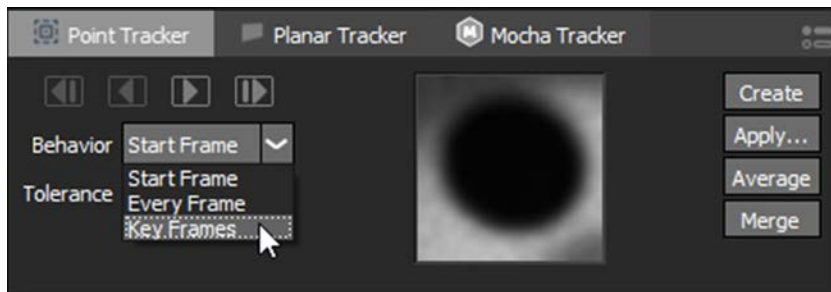 Point Tracker
Planar Tracker
Mocha Tracker
Behavior Start Frame
Start Frame
Every Frame
Key Frames
Tolerance
Create
Apply...
Average
Merge